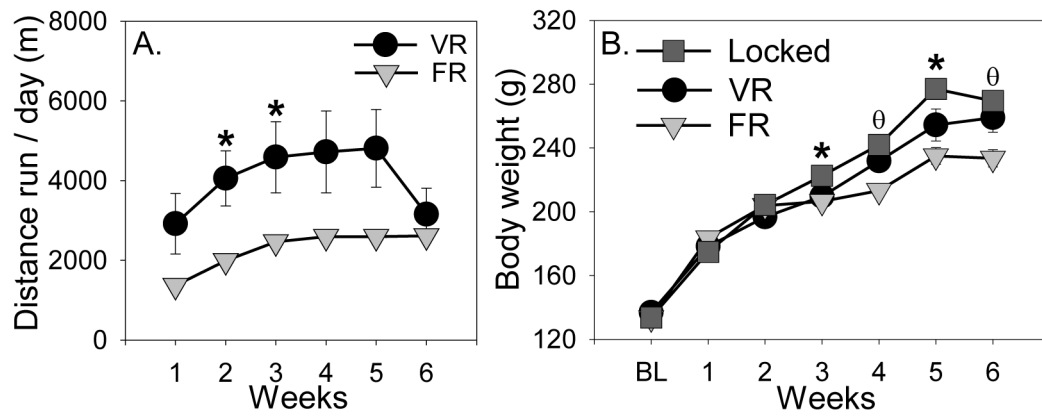 A.
VR
FR
Distance run / day (m)
8000
6000
4000
2000
0
* *
1 2 3 4 5 6
Weeks
B.
Locked
VR
FR
Body weight (g)
320
280
240
200
160
120
* θ * θ
BL 1 2 3 4 5 6
Weeks